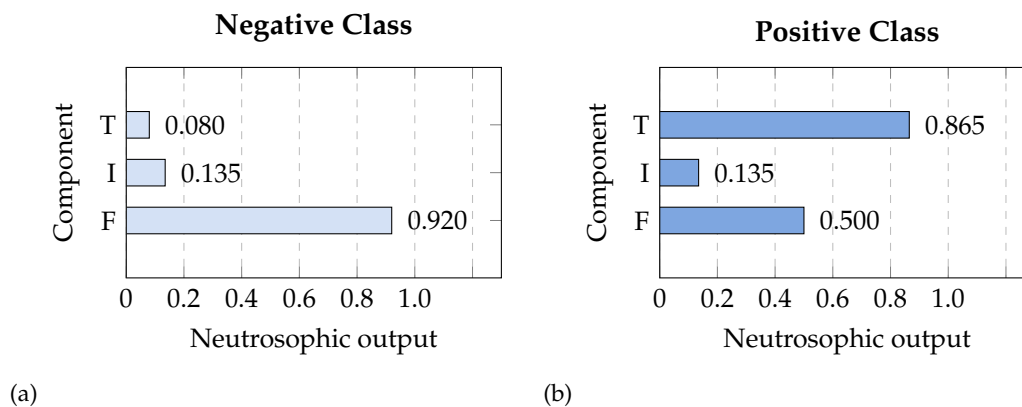 Negative Class
Component
T
0.080
I
0.135
F
0.920
0 0.2 0.4 0.6 0.8 1.0
Neutrosophic output
(a)
Positive Class
Component
T
0.865
I
0.135
F
0.500
0 0.2 0.4 0.6 0.8 1.0
Neutrosophic output
(b)